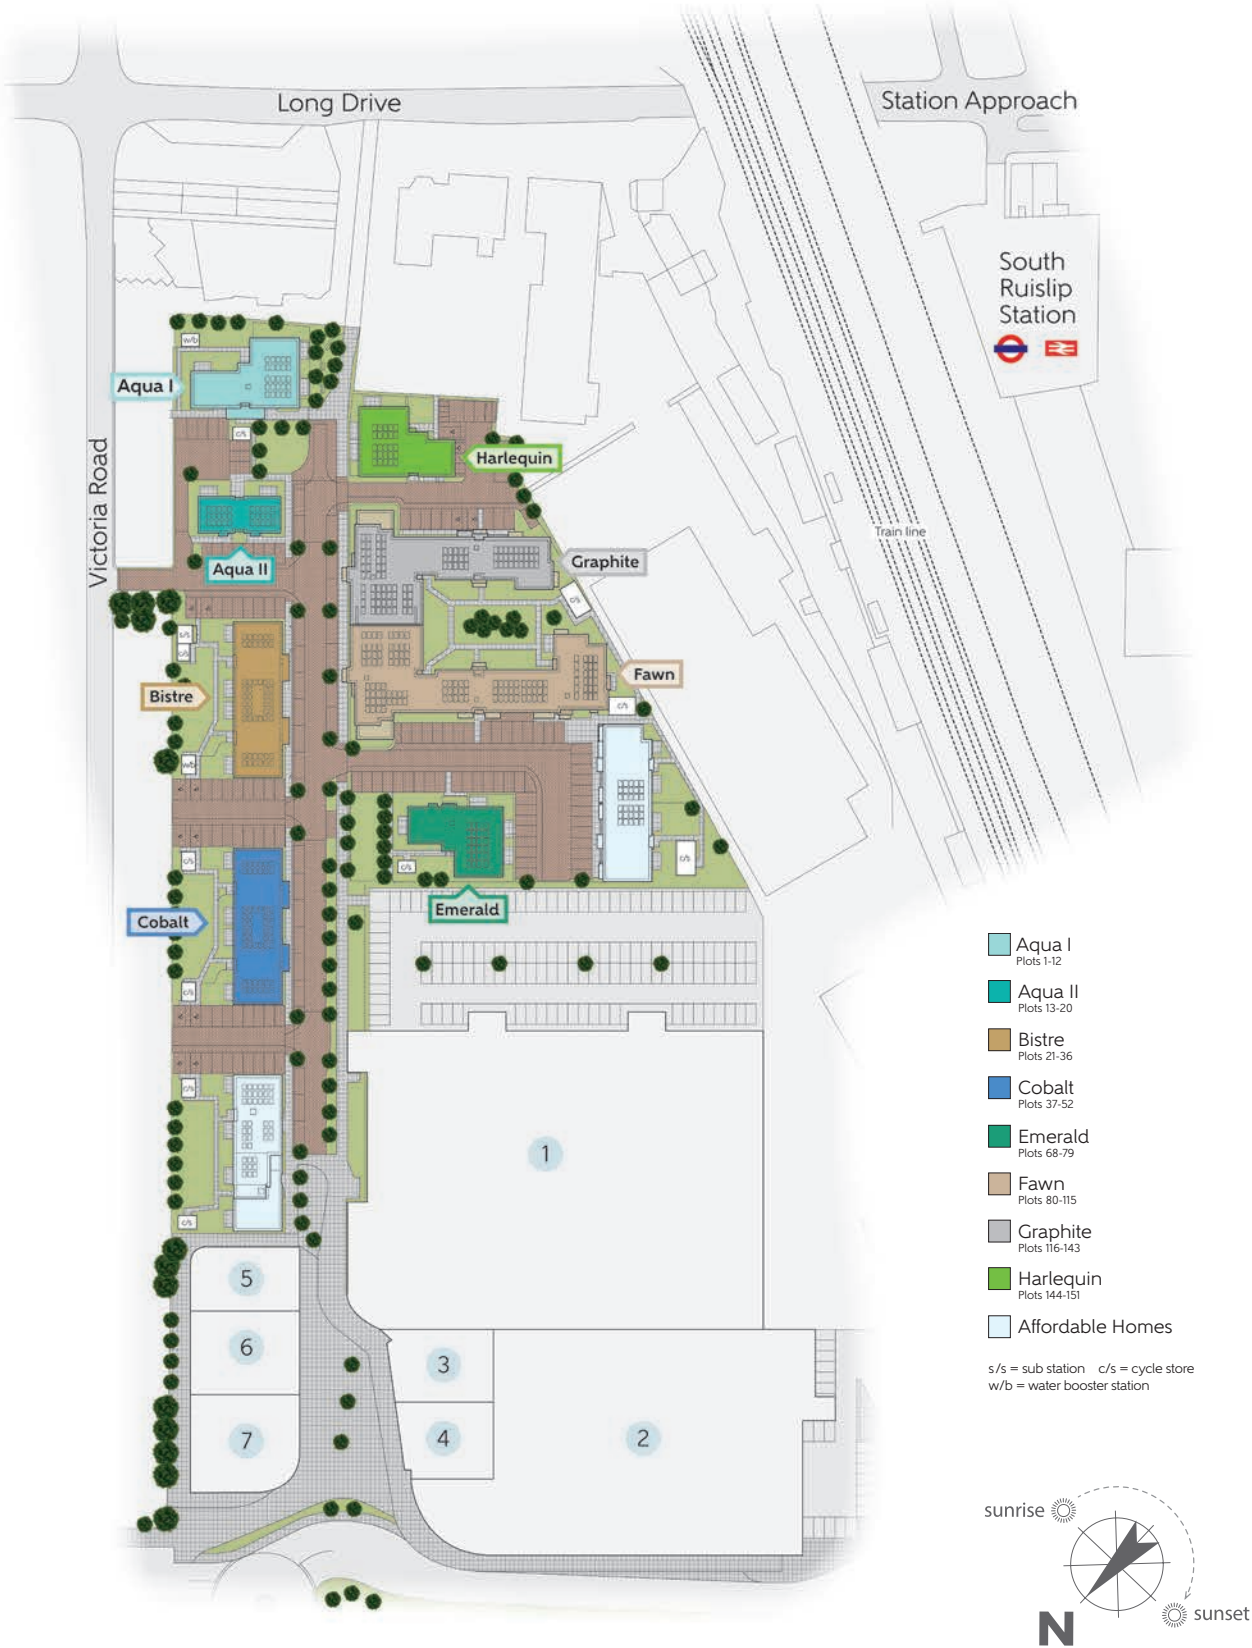 Long Drive
Station Approach
South
Ruislip
Station
w/b
Aqua I
c/s
Harlequin
Victoria Road
Train line
Graphite
Aqua II
c/s
s/s
c/s
Fawn
Bistre
c/s
w/b
c/s
c/s
c/s
Emerald
Cobalt
c/s
c/s
1
c/s
5
6
3
7
4
2
Aqua I
Plots 1-12
Aqua II
Plots 13-20
Bistre
Plots 21-36
Cobalt
Plots 37-52
Emerald
Plots 68-79
Fawn
Plots 80-115
Graphite
Plots 116-143
Harlequin
Plots 144-151
Affordable Homes
s/s = sub station c/s = cycle store
w/b = water booster station
sunrise
sunset
N